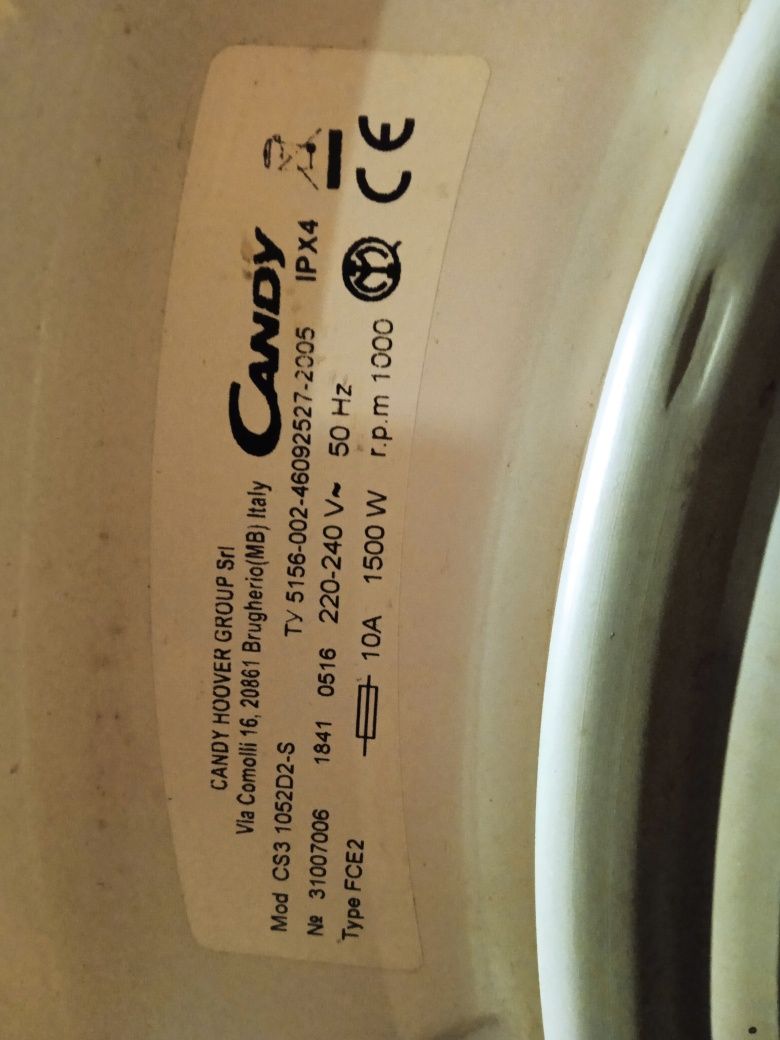 CANDY HOOVER GROUP Srl
Via Comolli 16, 20861 Brugherio(MB) Italy
CANDY
Mod CS3 1052D2-S
ТУ 5156-002-46092527-2005 IPX4
№ 31007006 1841 0516 220-240 V~ 50 Hz
Type FCE2 10A 1500 W r.p.m 1000 CE